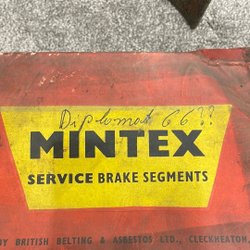 Diplomat 66??
MINTEX
SERVICE BRAKE SEGMENTS
BY BRITISH BELTING & ASBESTOS LTD., CLECKHEATON,